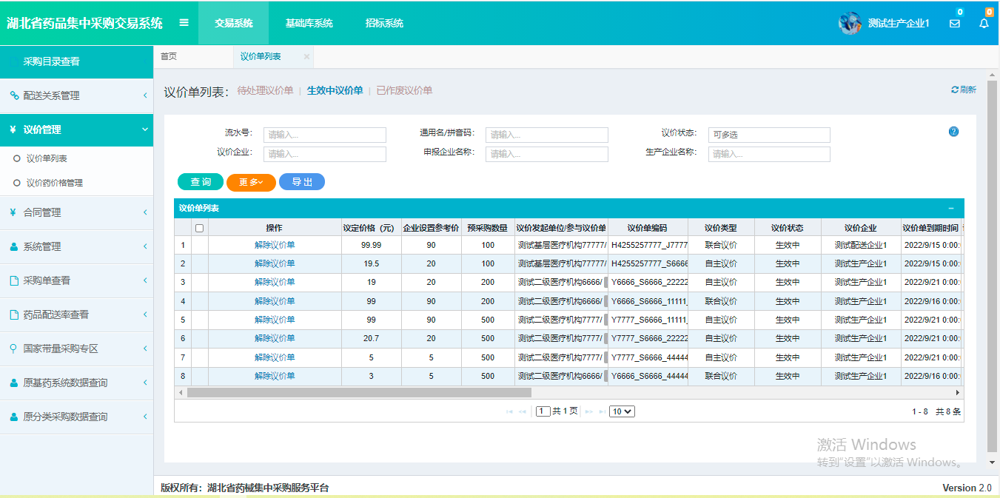 湖北省药品集中采购交易系统 交易系统 基础库系统 招标系统 测试生产企业1 0 0
采购目录查看
配送关系管理
议价管理
议价单列表
议价药价格管理
合同管理
系统管理
采购单查看
药品配送率查看
国家带量采购专区
原基药系统数据查询
原分类采购数据查询
首页 议价单列表 ×
议价单列表： 待处理议价单 | 生效中议价单 | 已作废议价单 刷新
流水号： 请输入... 通用名/拼音码： 请输入... 议价状态： 可多选
议价企业： 请输入... 申报企业名称： 请输入... 生产企业名称： 请输入...
查 询 更 多 导 出
议价单列表
操作 议定价格（元） 企业设置参考价 预采购数量 议价发起单位/参与议价单 议价单编码 议价类型 议价状态 议价企业 议价单到期时间
1 解除议价单 99.99 90 100 测试基层医疗机构77777/ H4255257777_J7777 联合议价 生效中 测试配送企业1 2022/9/15 0:00:
2 解除议价单 19.5 20 100 测试基层医疗机构77777/ H4255257777_S6666 自主议价 生效中 测试生产企业1 2022/9/15 0:00:
3 解除议价单 19 20 200 测试二级医疗机构6666/ Y6666_S6666_22222 自主议价 生效中 测试生产企业1 2022/9/21 0:00:
4 解除议价单 99 90 200 测试二级医疗机构6666/ Y6666_S6666_11111_ 联合议价 生效中 测试生产企业1 2022/9/16 0:00:
5 解除议价单 99 90 500 测试二级医疗机构7777/ Y7777_S6666_11111_ 自主议价 生效中 测试生产企业1 2022/9/21 0:00:
6 解除议价单 20.7 20 500 测试二级医疗机构7777/ Y7777_S6666_22222 自主议价 生效中 测试生产企业1 2022/9/21 0:00:
7 解除议价单 5 5 500 测试二级医疗机构7777/ Y7777_S6666_44444 自主议价 生效中 测试生产企业1 2022/9/21 0:00:
8 解除议价单 3 5 500 测试二级医疗机构6666/ Y6666_S6666_44444 联合议价 生效中 测试生产企业1 2022/9/16 0:00:
1 共 1 页 10 1 - 8 共 8 条
激活 Windows
转到"设置"以激活 Windows。
版权所有：湖北省药械集中采购服务平台 Version 2.0